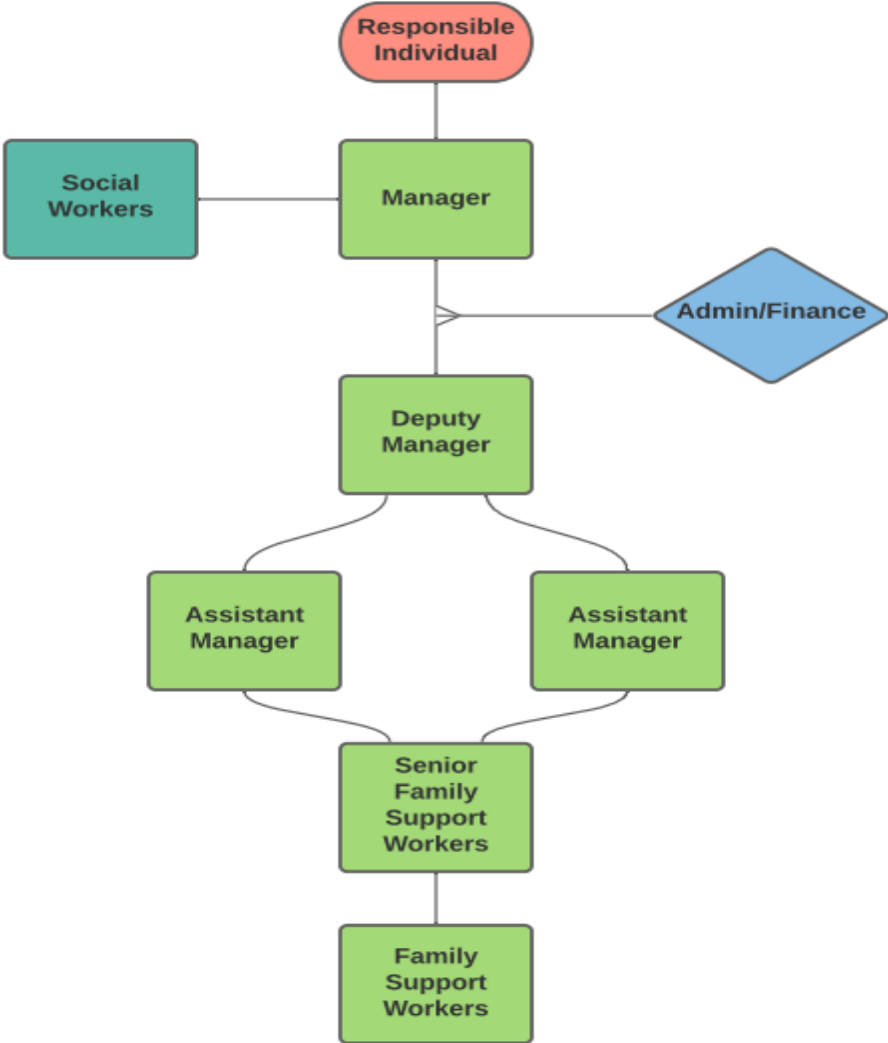 Responsible
Individual
Social
Workers
Manager
Admin/Finance
Deputy
Manager
Assistant
Manager
Assistant
Manager
Senior
Family
Support
Workers
Family
Support
Workers